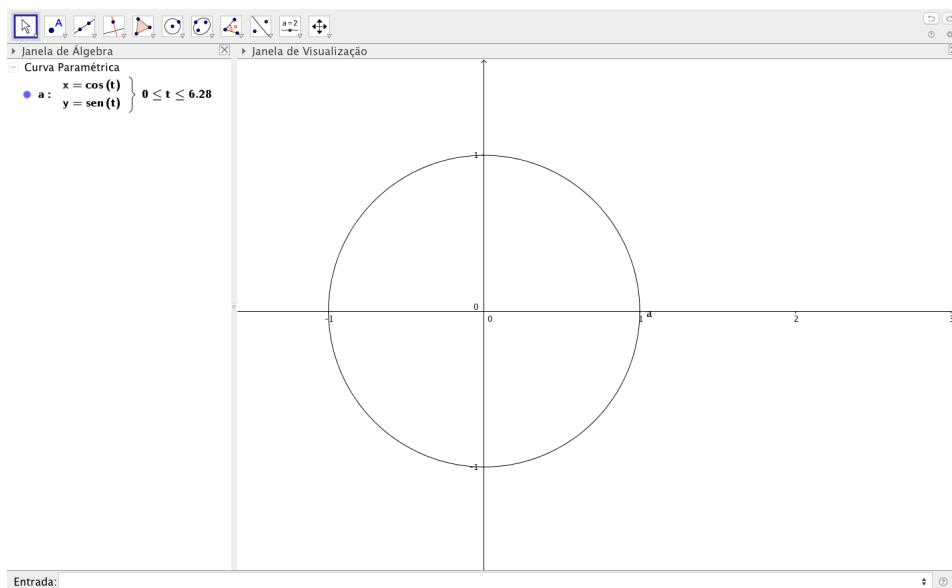 A
α
a=2
Janela de Álgebra
Janela de Visualização
Curva Paramétrica
a : x = cos (t) 0 ≤ t ≤ 6.28
y = sen (t)
1
0
-1 0 1 a 2 3
-1
Entrada: